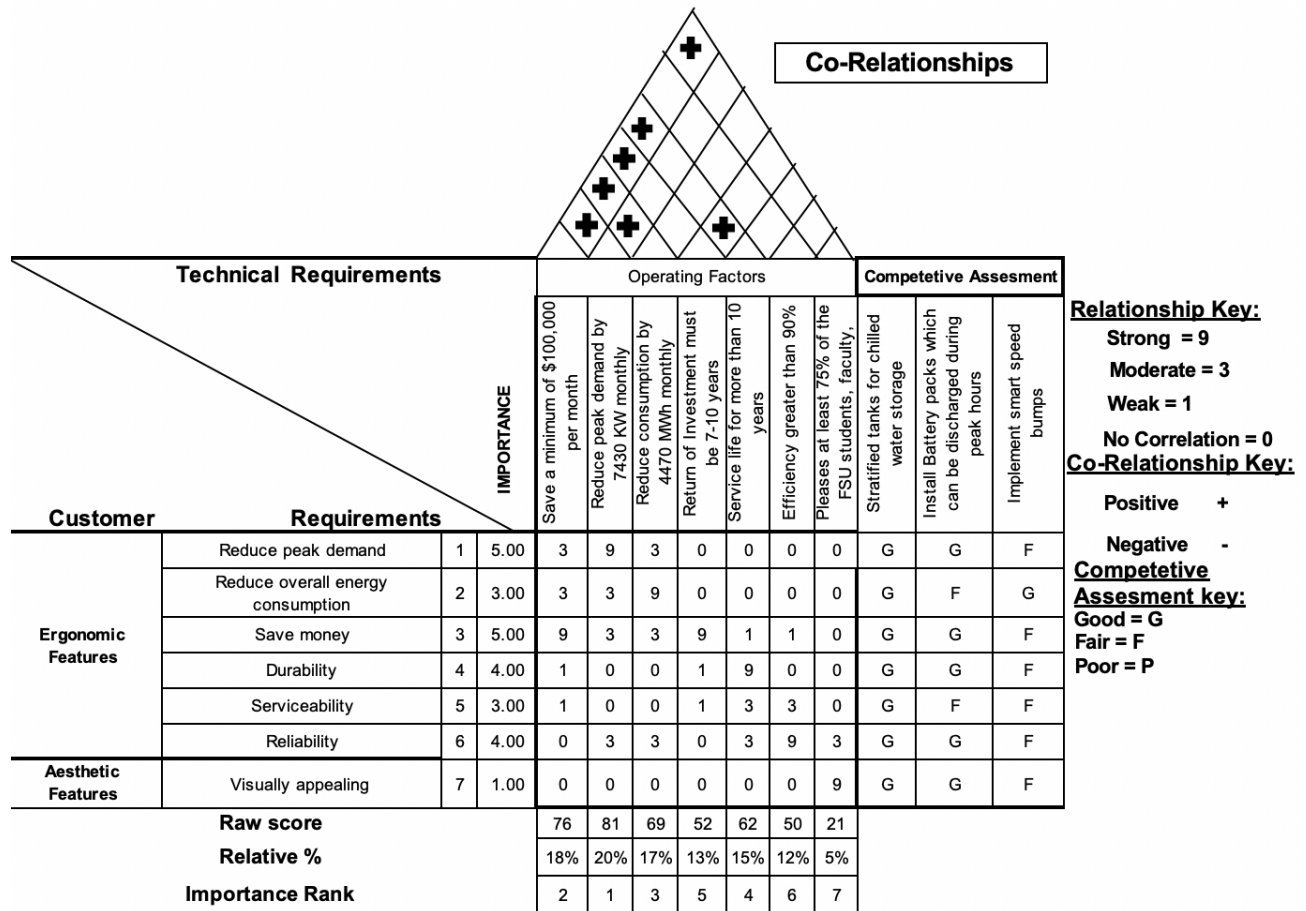 Co-Relationships
+
+
+
+
+ + +
Technical Requirements
Operating Factors
Competetive Assesment
Customer Requirements
IMPORTANCE
Save a minimum of $100,000
per month
Reduce peak demand by
7430 KW monthly
Reduce consumption by
4470 MWh monthly
Return of Investment must
be 7-10 years
Service life for more than 10
years
Efficiency greater than 90%
Pleases at least 75% of the
FSU students, faculty,
Stratified tanks for chilled
water storage
Install Battery packs which
can be discharged during
peak hours
Implement smart speed
bumps
Ergonomic
Features
Reduce peak demand 1 5.00 3 9 3 0 0 0 0 G G F
Reduce overall energy
consumption 2 3.00 3 3 9 0 0 0 0 G F G
Save money 3 5.00 9 3 3 9 1 1 0 G G F
Durability 4 4.00 1 0 0 1 9 0 0 G G F
Serviceability 5 3.00 1 0 0 1 3 3 0 G F F
Reliability 6 4.00 0 3 3 0 3 9 3 G G F
Aesthetic
Features
Visually appealing 7 1.00 0 0 0 0 0 0 9 G G F
Raw score 76 81 69 52 62 50 21
Relative % 18% 20% 17% 13% 15% 12% 5%
Importance Rank 2 1 3 5 4 6 7
Relationship Key:
Strong = 9
Moderate = 3
Weak = 1
No Correlation = 0
Co-Relationship Key:
Positive +
Negative -
Competetive
Assesment key:
Good = G
Fair = F
Poor = P